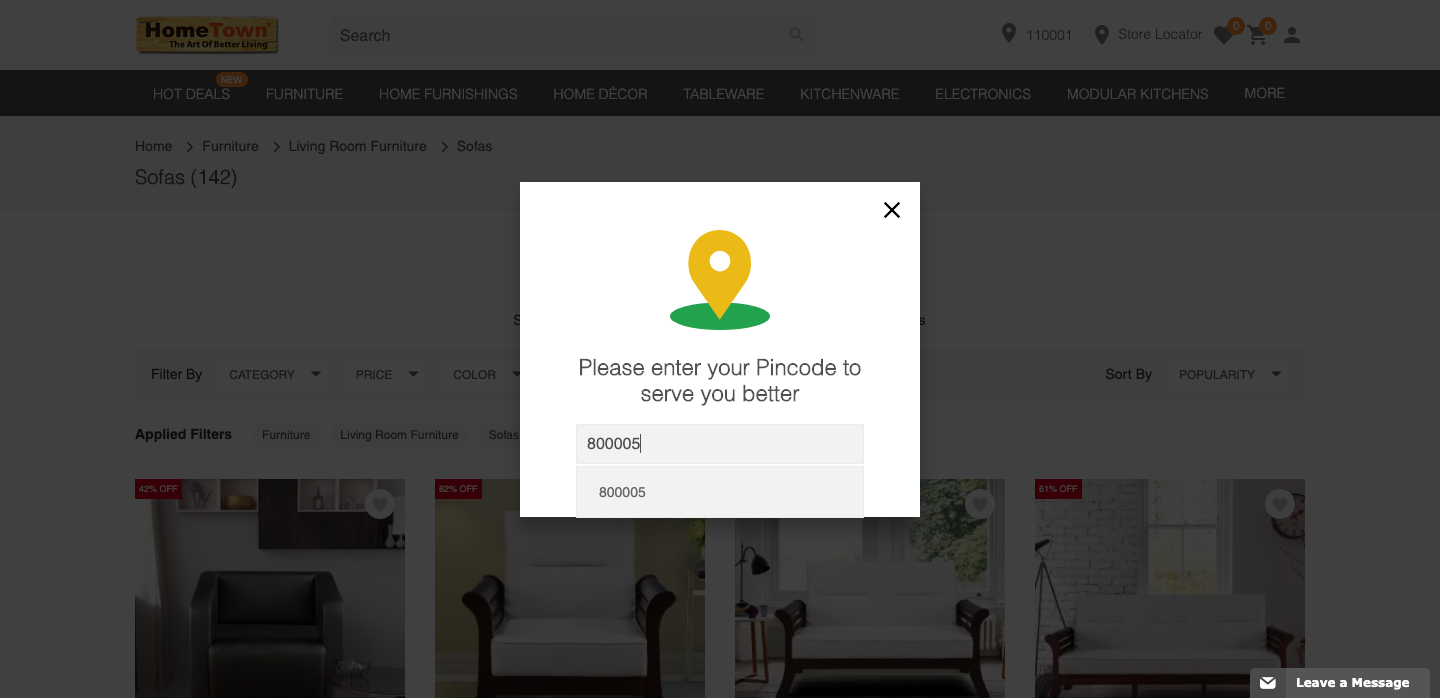 HomeTown
The Art Of Better Living
Search
110001
Store Locator
0
0
NEW
HOT DEALS
FURNITURE
HOME FURNISHINGS
HOME DÉCOR
TABLEWARE
KITCHENWARE
ELECTRONICS
MODULAR KITCHENS
MORE
Home
Furniture
Living Room Furniture
Sofas
Sofas (142)
Please enter your Pincode to
serve you better
800005
800005
Filter By
CATEGORY
PRICE
COLOR
Sort By
POPULARITY
Applied Filters
Furniture
Living Room Furniture
Sofas
42% OFF
62% OFF
61% OFF
Leave a Message